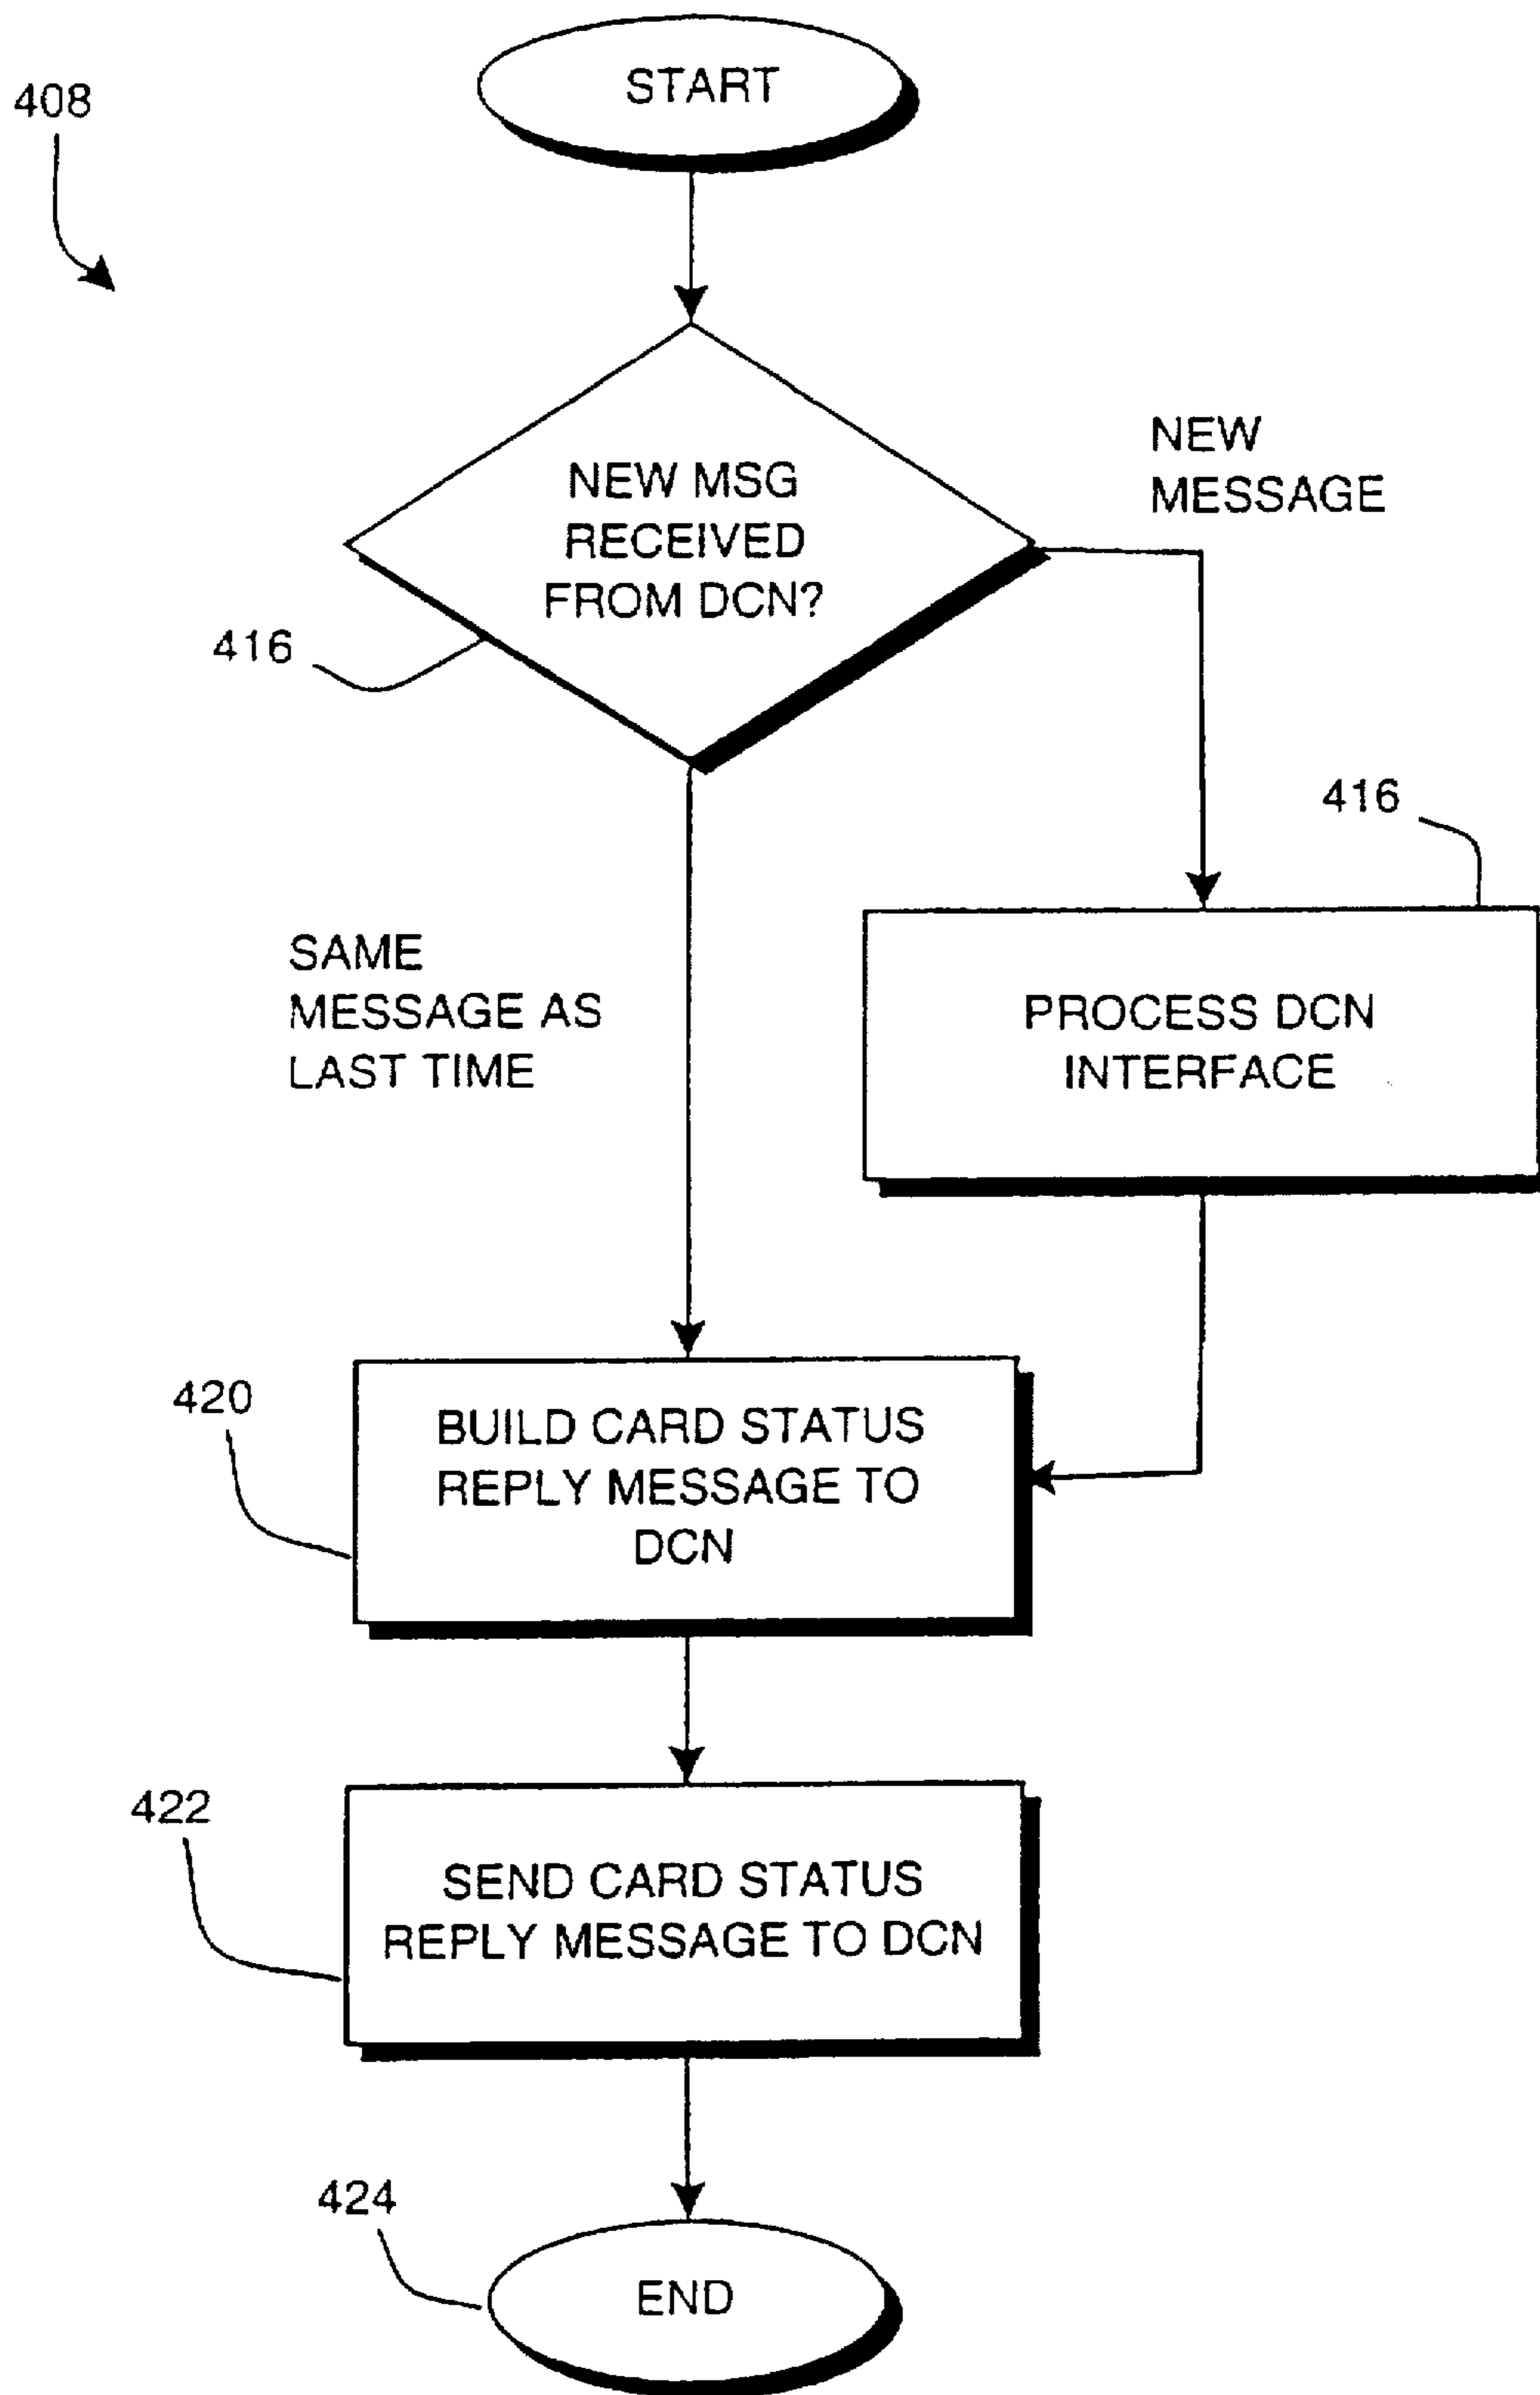 START
408
NEW MSG
RECEIVED
FROM DCN?
NEW
MESSAGE
416
416
SAME
MESSAGE AS
LAST TIME
PROCESS DCN
INTERFACE
420
BUILD CARD STATUS
REPLY MESSAGE TO
DCN
422
SEND CARD STATUS
REPLY MESSAGE TO DCN
424
END